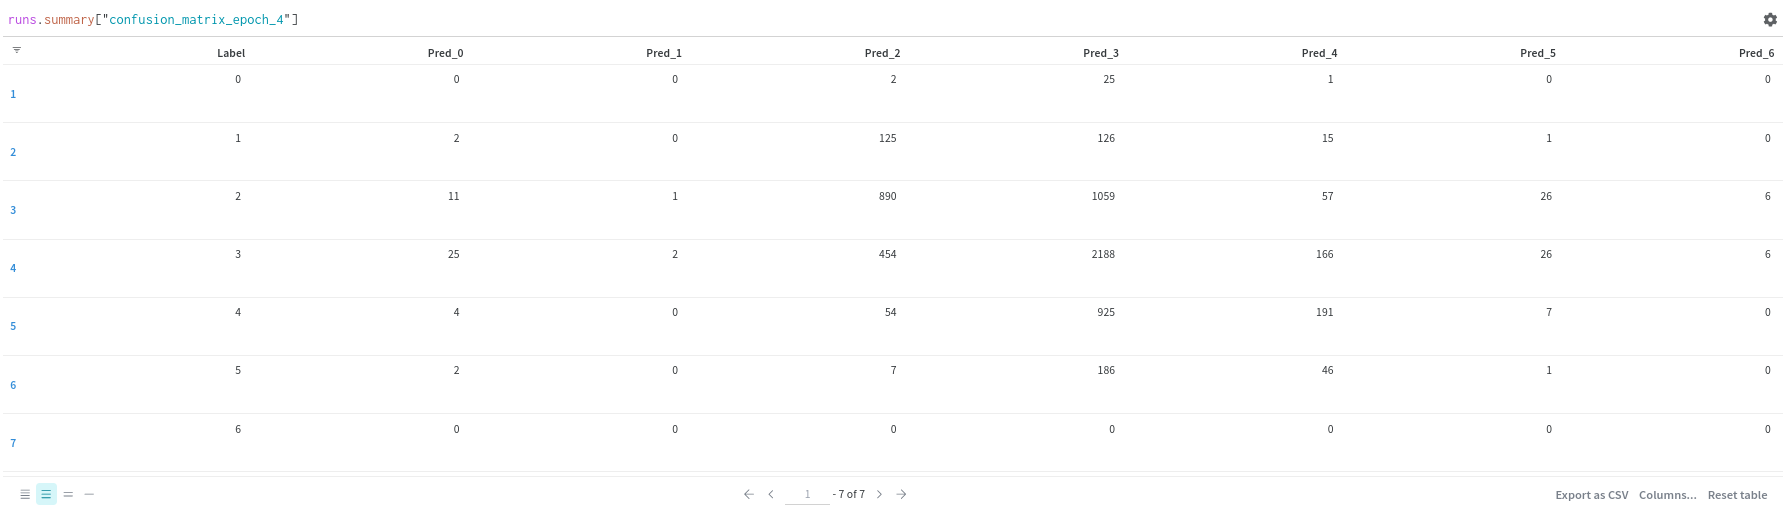 runs.summary["confusion_matrix_epoch_4"]
Label Pred_0 Pred_1 Pred_2 Pred_3 Pred_4 Pred_5 Pred_6
1 0 0 0 2 25 1 0 0
2 1 2 0 125 126 15 1 0
3 2 11 1 890 1059 57 26 6
4 3 25 2 454 2188 166 26 6
5 4 4 0 54 925 191 7 0
6 5 2 0 7 186 46 1 0
7 6 0 0 0 0 0 0 0
1 - 7 of 7 Export as CSV Columns... Reset table